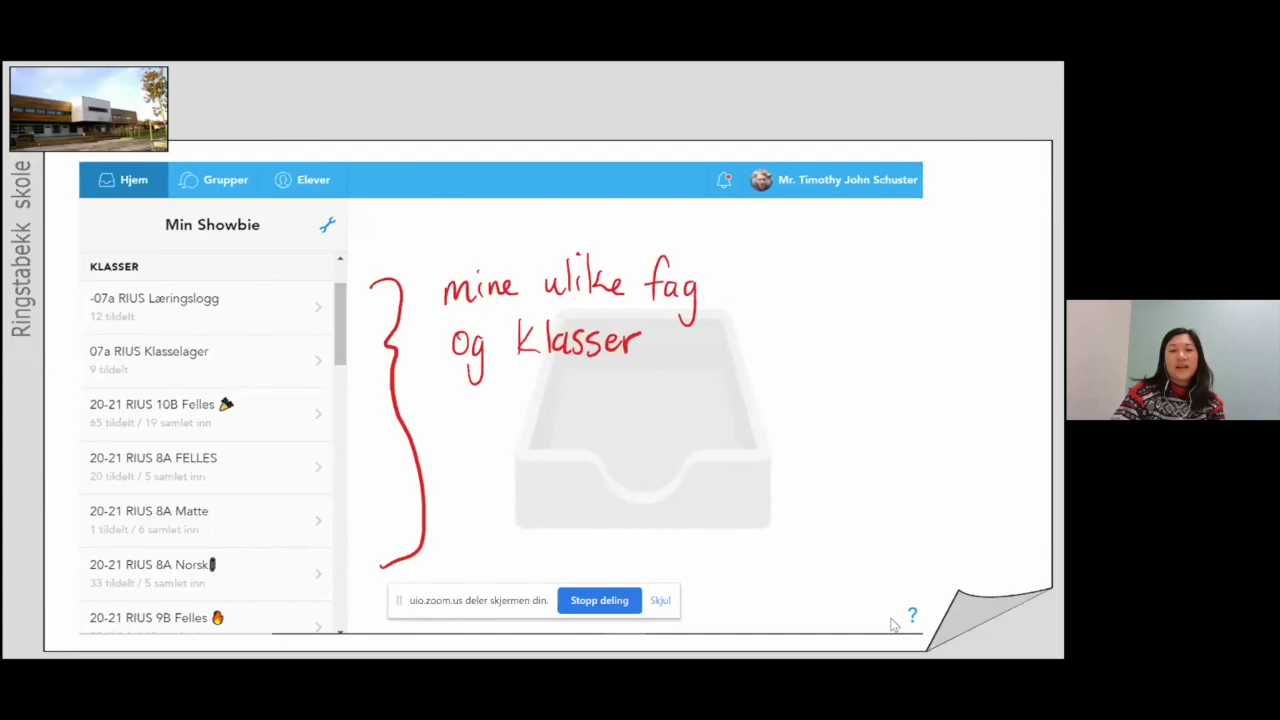 Ringstabekk skole
Hjem Grupper Elever Mr. Timothy John Schuster
Min Showbie
KLASSER
-07a RIUS Læringslogg
12 tildelt
07a RIUS Klasselager
9 tildelt
20-21 RIUS 10B Felles
65 tildelt / 19 samlet inn
20-21 RIUS 8A FELLES
20 tildelt / 5 samlet inn
20-21 RIUS 8A Matte
1 tildelt / 6 samlet inn
20-21 RIUS 8A Norsk
33 tildelt / 5 samlet inn
20-21 RIUS 9B Felles
mine ulike fag
og klasser
uio.zoom.us deler skjermen din. Stopp deling Skjul
?